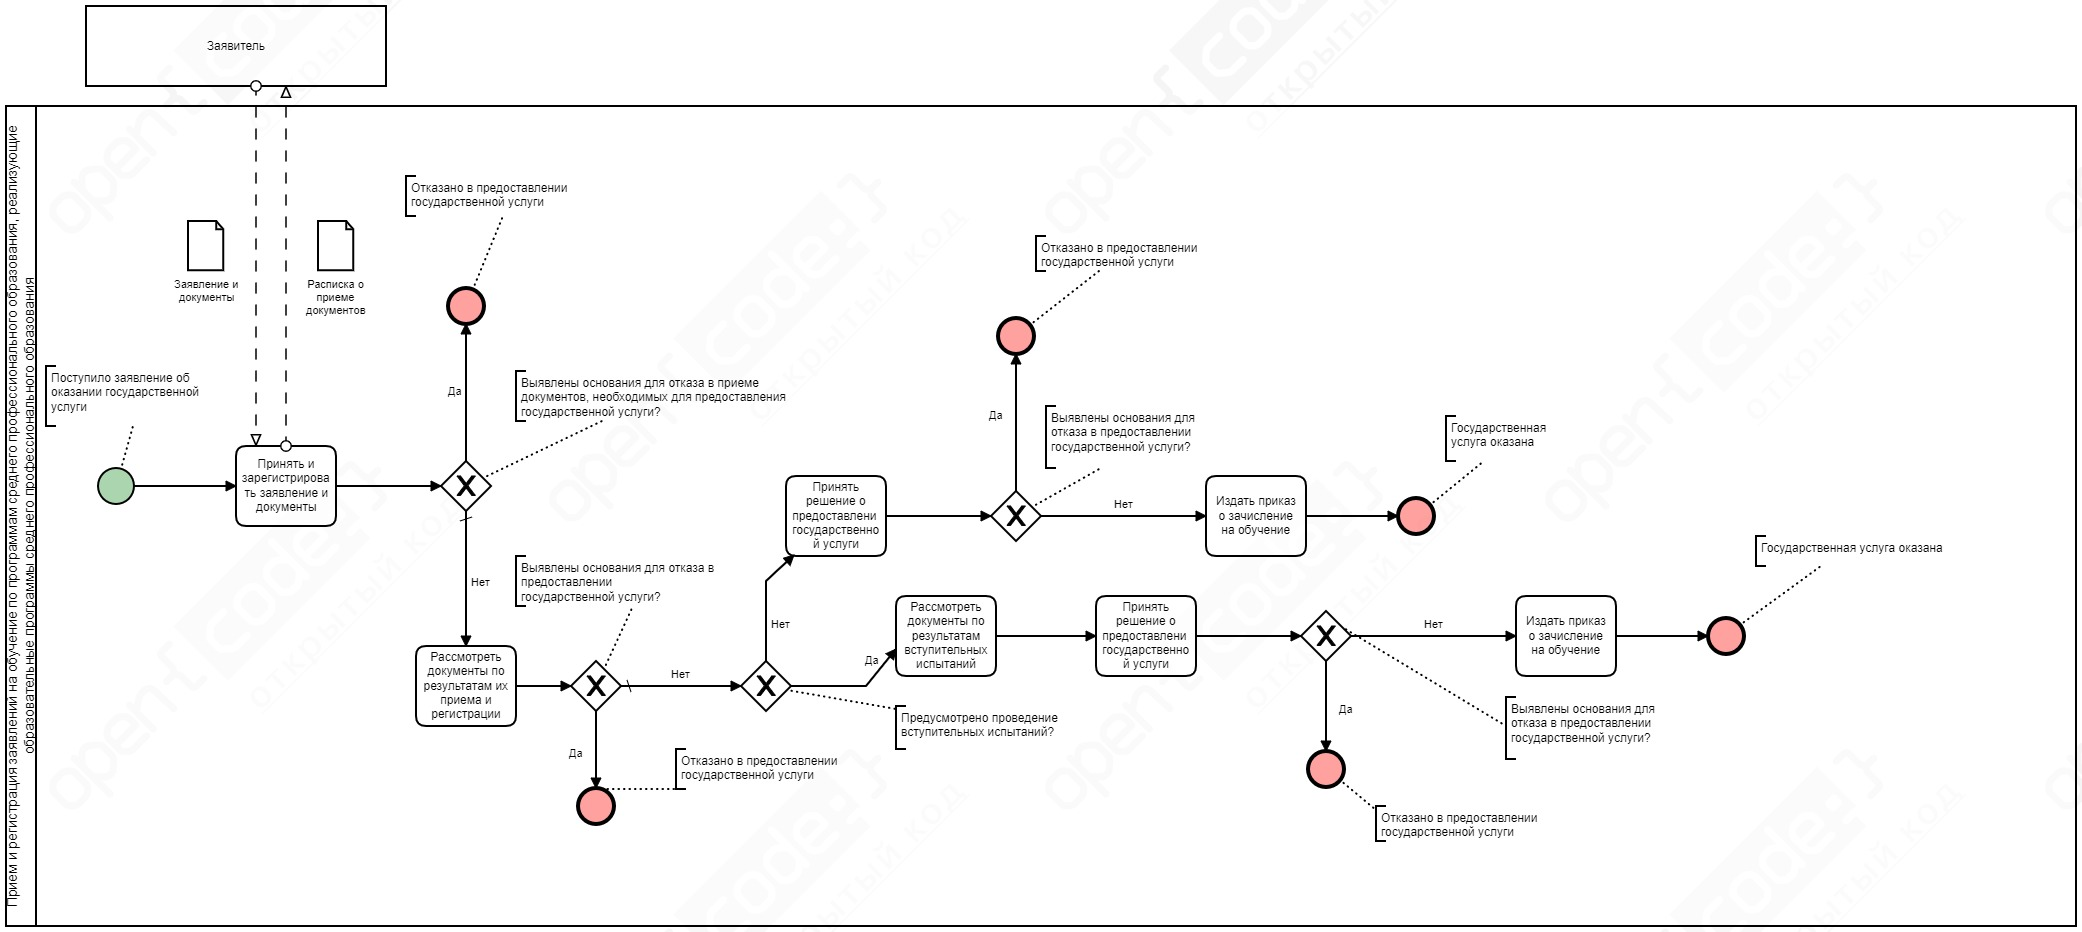 Заявитель
Прием и регистрация заявлений на обучение по программам среднего профессионального образования, реализующие
образовательные программы среднего профессионального образования
Заявление и
документы
Расписка о
приеме
документов
Поступило заявление об
оказании государственной
услуги
Принять и
зарегистрирова
ть заявление и
документы
Отказано в предоставлении
государственной услуги
Да
Выявлены основания для отказа в приеме
документов, необходимых для предоставления
государственной услуги?
Нет
Рассмотреть
документы по
результатам их
приема и
регистрации
Выявлены основания для отказа в
предоставлении
государственной услуги?
Да
Отказано в предоставлении
государственной услуги
Нет
Предусмотрено проведение
вступительных испытаний?
Нет
Принять
решение о
предоставлени
государственно
й услуги
Отказано в предоставлении
государственной услуги
Да
Выявлены основания для
отказа в предоставлении
государственной услуги?
Нет
Издать приказ
о зачисление
на обучение
Государственная
услуга оказана
Да
Рассмотреть
документы по
результатам
вступительных
испытаний
Принять
решение о
предоставлени
государственно
й услуги
Нет
Издать приказ
о зачисление
на обучение
Государственная услуга оказана
Да
Выявлены основания для
отказа в предоставлении
государственной услуги?
Отказано в предоставлении
государственной услуги
open{code:}
открытый код